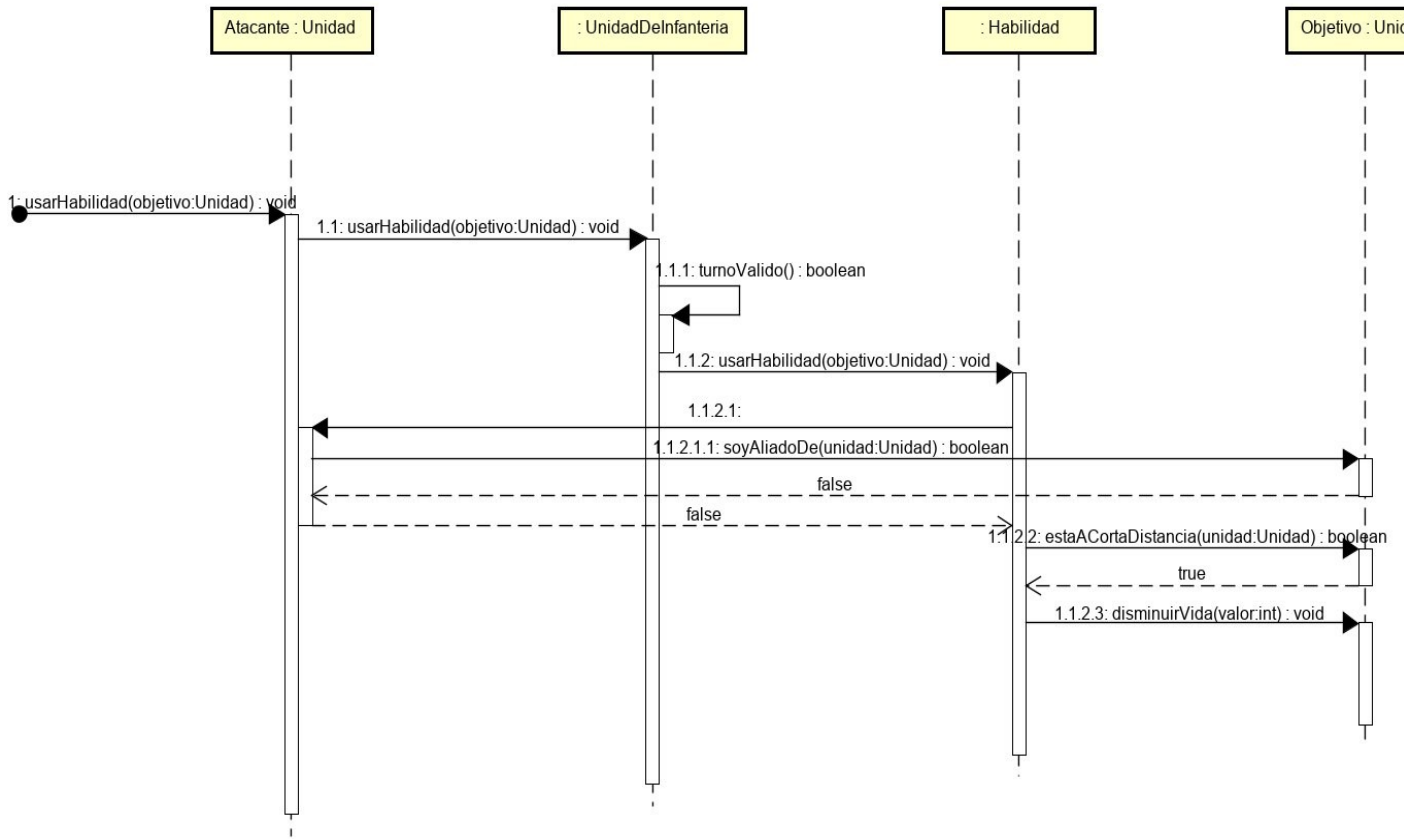 Atacante : Unidad
: UnidadDeInfanteria
: Habilidad
Objetivo :
1: usarHabilidad(objetivo:Unidad) : void
1.1: usarHabilidad(objetivo:Unidad) : void
1.1.1: turnoValido() : boolean
1.1.2: usarHabilidad(objetivo:Unidad) : void
1.1.2.1:
1.1.2.1.1: soyAliadoDe(unidad:Unidad) : boolean
false
false
1.1.2.2: estaACortaDistancia(unidad:Unidad) : boolean
true
1.1.2.3: disminuirVida(valor:int) : void